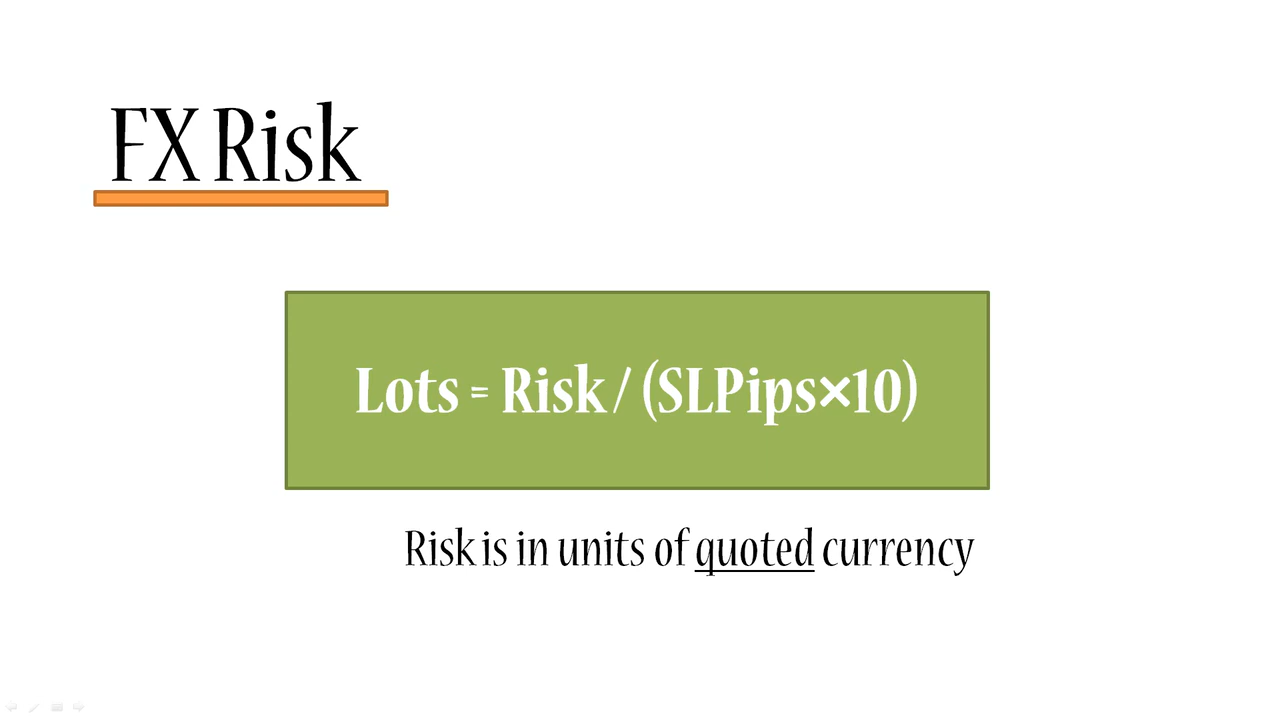 FX Risk
Lots = Risk / (SLPips×10)
Risk is in units of quoted currency